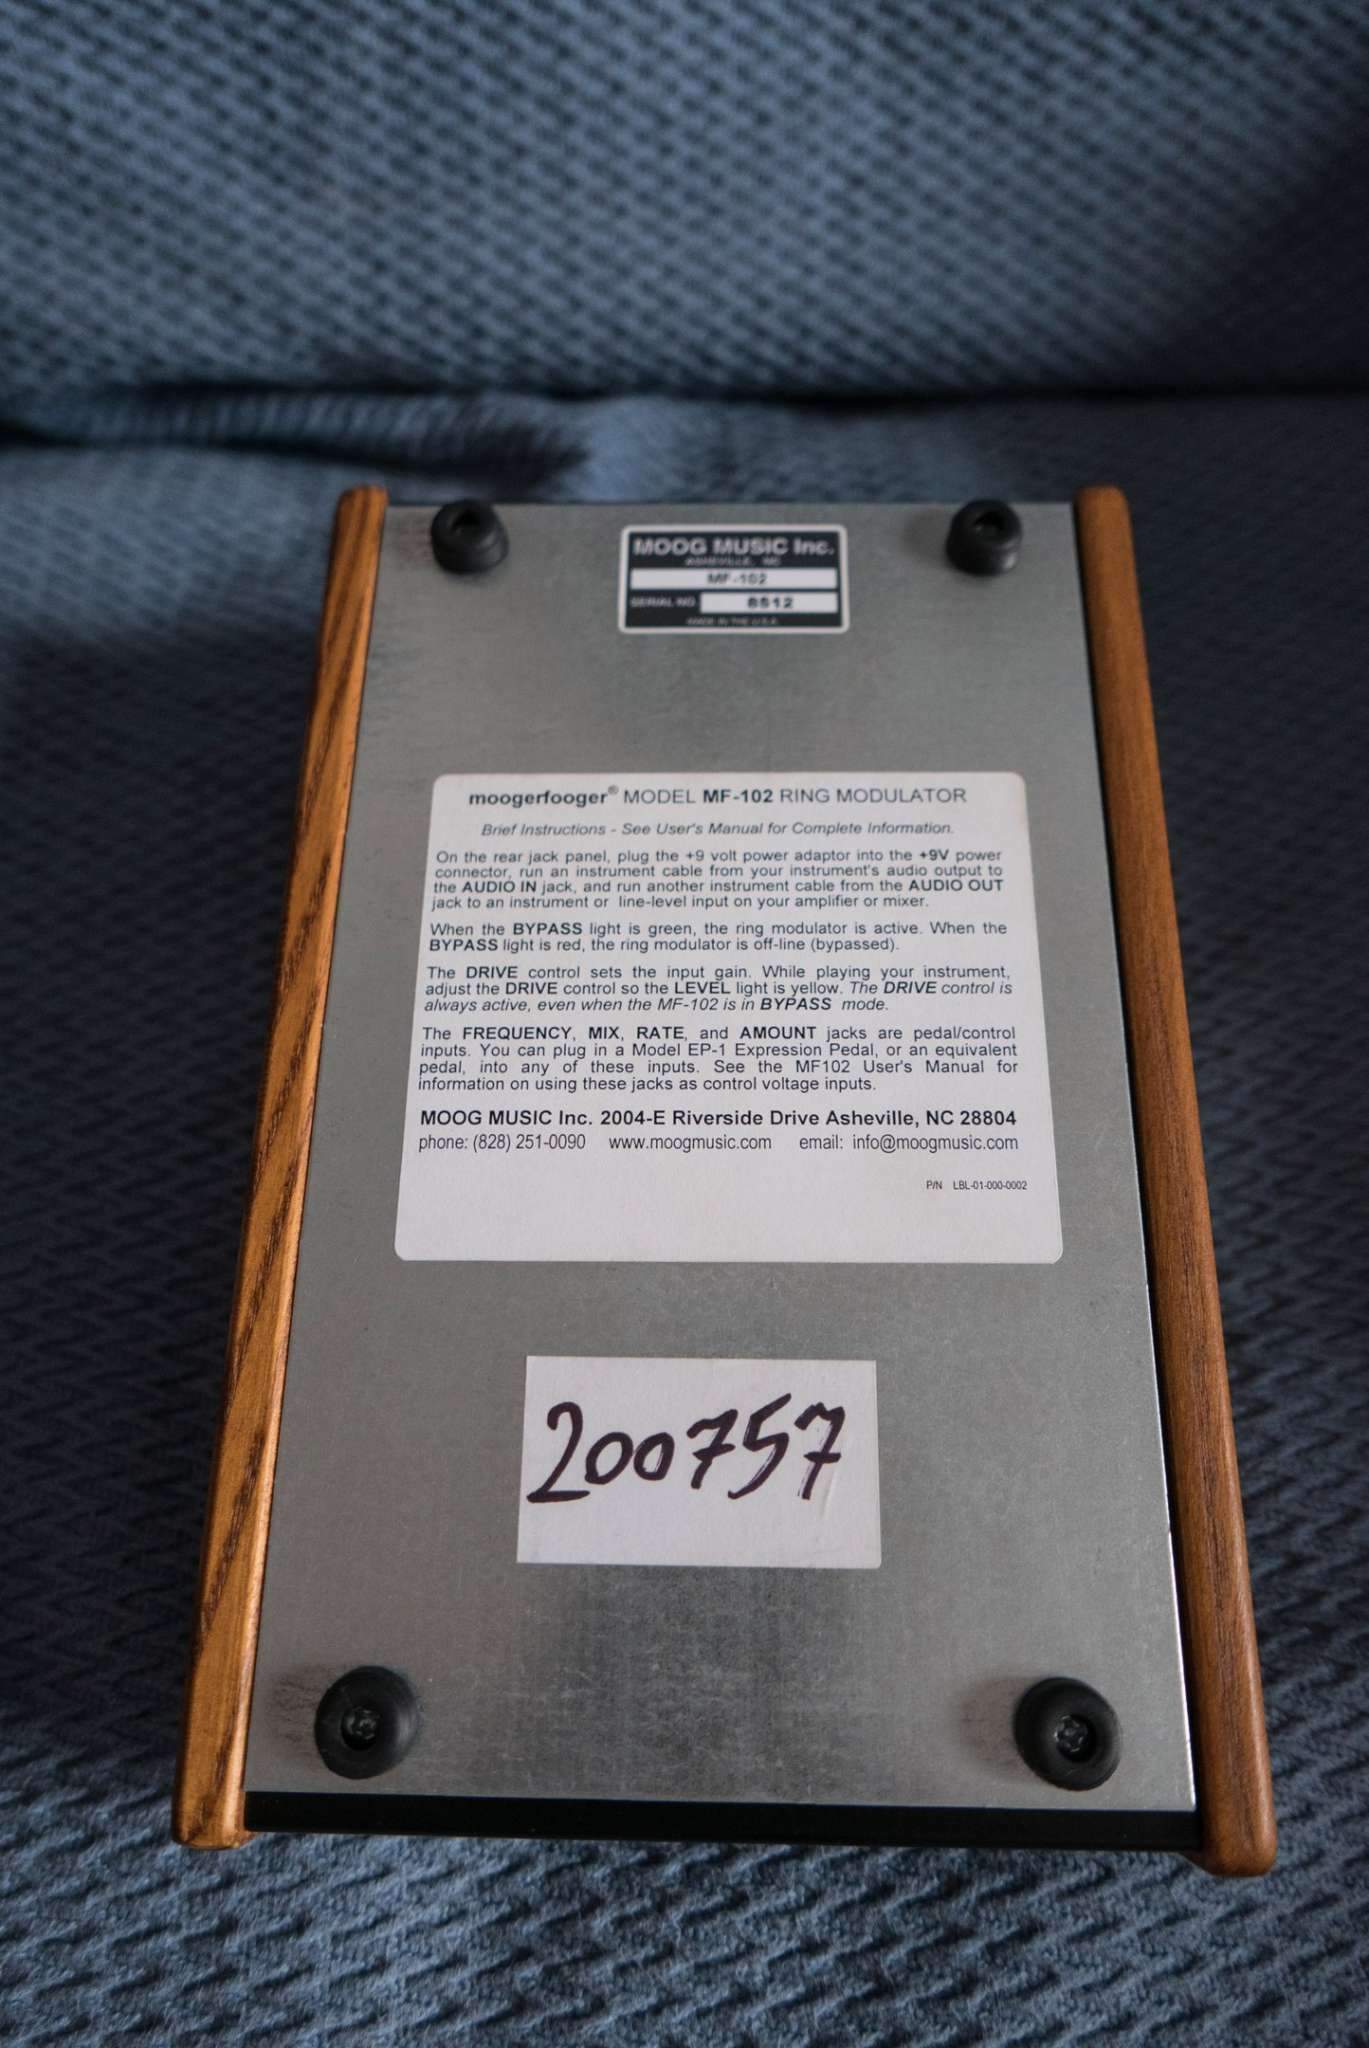 MOOG MUSIC Inc.
ASHEVILLE, NC
MF-102
SERIAL NO. 8512
MADE IN THE U.S.A.
moogerfooger® MODEL MF-102 RING MODULATOR
Brief Instructions - See User's Manual for Complete Information.
On the rear jack panel, plug the +9 volt power adaptor into the +9V power
connector, run an instrument cable from your instrument's audio output to
the AUDIO IN jack, and run another instrument cable from the AUDIO OUT
jack to an instrument or line-level input on your amplifier or mixer.
When the BYPASS light is green, the ring modulator is active. When the
BYPASS light is red, the ring modulator is off-line (bypassed).
The DRIVE control sets the input gain. While playing your instrument,
adjust the DRIVE control so the LEVEL light is yellow. The DRIVE control is
always active, even when the MF-102 is in BYPASS mode.
The FREQUENCY, MIX, RATE, and AMOUNT jacks are pedal/control
inputs. You can plug in a Model EP-1 Expression Pedal, or an equivalent
pedal, into any of these inputs. See the MF102 User's Manual for
information on using these jacks as control voltage inputs.
MOOG MUSIC Inc. 2004-E Riverside Drive Asheville, NC 28804
phone: (828) 251-0090 www.moogmusic.com email: info@moogmusic.com
P/N LBL-01-000-0002
200757